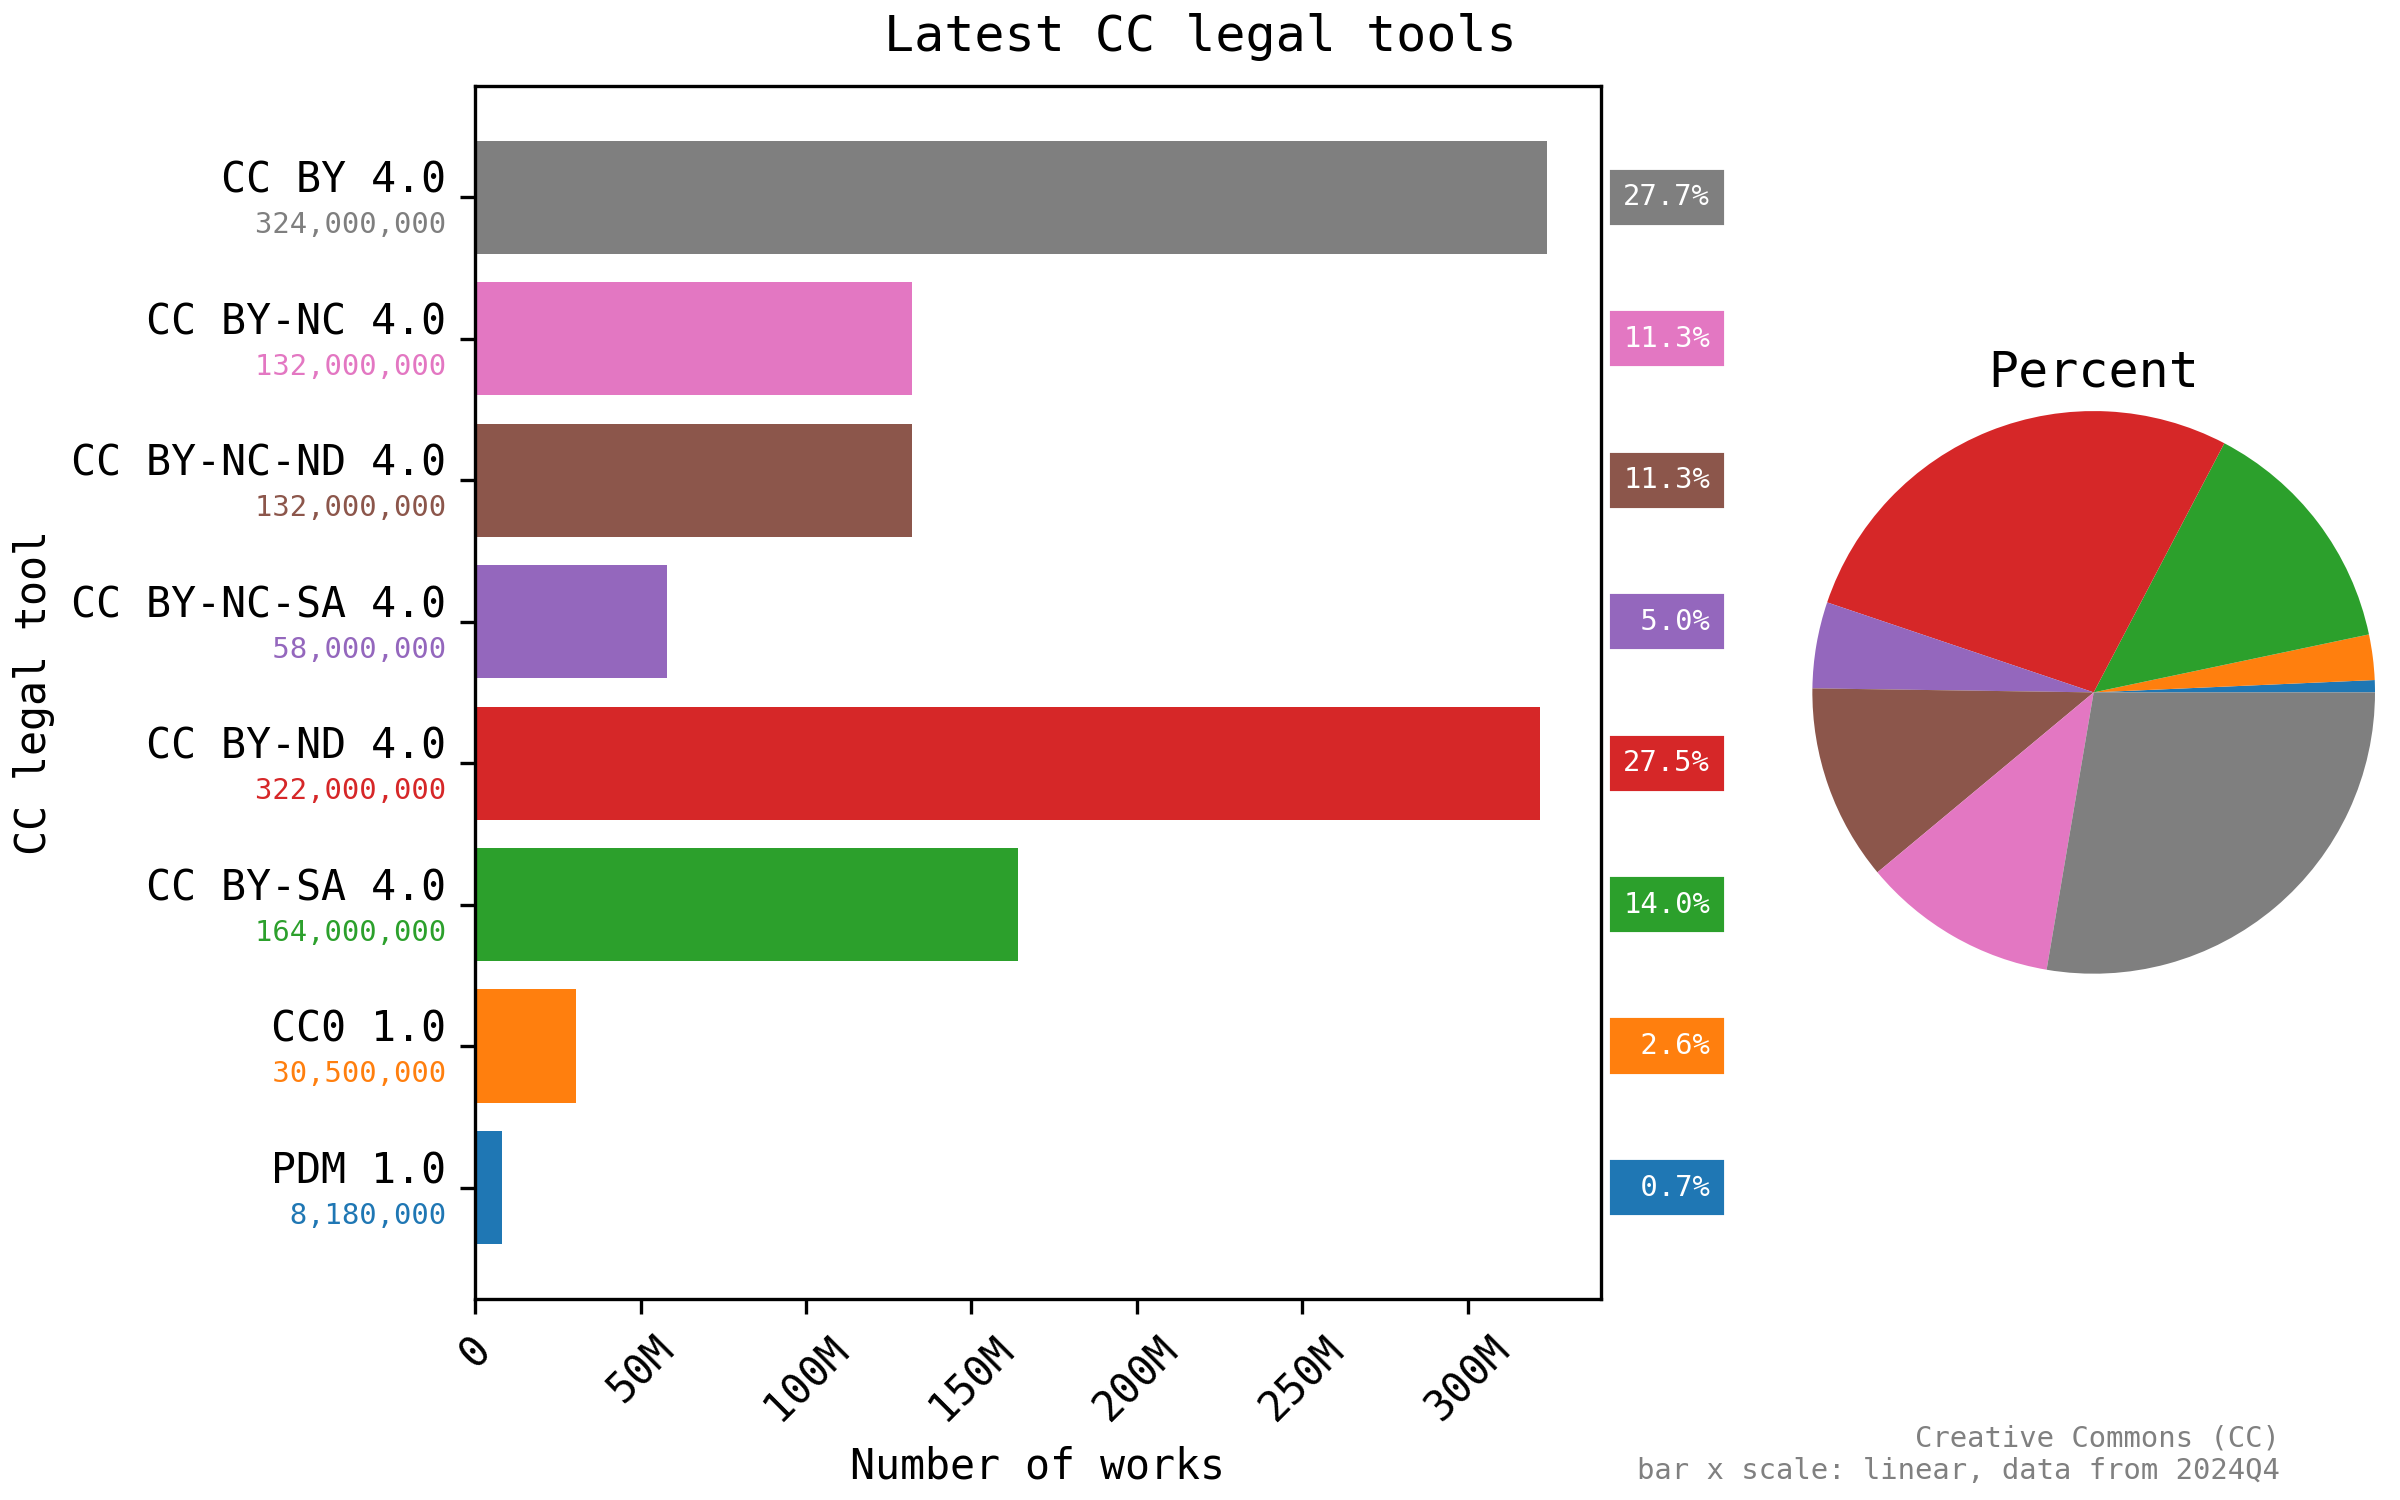 Latest CC legal tools
CC legal tool
CC BY 4.0
324,000,000
27.7%
CC BY-NC 4.0
132,000,000
11.3%
CC BY-NC-ND 4.0
132,000,000
11.3%
CC BY-NC-SA 4.0
58,000,000
5.0%
CC BY-ND 4.0
322,000,000
27.5%
CC BY-SA 4.0
164,000,000
14.0%
CC0 1.0
30,500,000
2.6%
PDM 1.0
8,180,000
0.7%
0
50M
100M
150M
200M
250M
300M
Number of works
Percent
Creative Commons (CC)
bar x scale: linear, data from 2024Q4